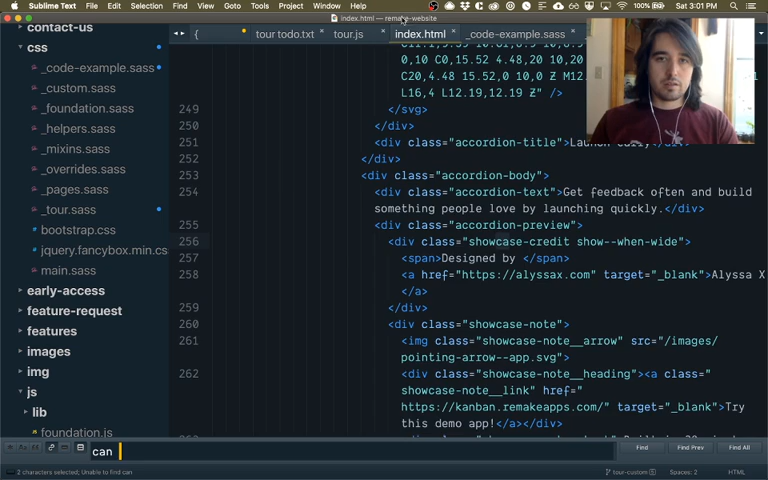 Sublime Text File Edit Selection Find View Goto Tools Project 100% Sat 3:01 PM
index.html — remake-website
contact-us
css
_code-example.sass
_custom.sass
_foundation.sass
_helpers.sass
_mixins.sass
_overrides.sass
_pages.sass
_tour.sass
bootstrap.css
jquery.fancybox.min.cs
main.sass
early-access
feature-request
features
images
img
js
lib
foundation.js
{ tour todo.txt × tour.js × index.html × _code-example.sass ×
0,10 C0,15.52 4.48,20 10,20
C20,4.48 15.52,0 10,0 Z M12.
L16,4 L12.19,12.19 Z" />
249 </svg>
250 </div>
251 <div class="accordion-title">Launch early</div>
252 </div>
253 <div class="accordion-body">
254 <div class="accordion-text">Get feedback often and build
something people love by launching quickly.</div>
255 <div class="accordion-preview">
256 <div class="showcase-credit show--when-wide">
257 <span>Designed by </span>
258 <a href="https://alyssax.com" target="_blank">Alyssa X
</a>
259 </div>
260 <div class="showcase-note">
261 <img class="showcase-note__arrow" src="/images/
pointing-arrow--app.svg">
262 <div class="showcase-note__heading"><a class="
showcase-note__link" href="
https://kanban.remakeapps.com/" target="_blank">Try
this demo app!</a></div>
can
Find Find Prev Find All
2 characters selected; Unable to find can
tour-custom 5 Spaces: 2 HTML